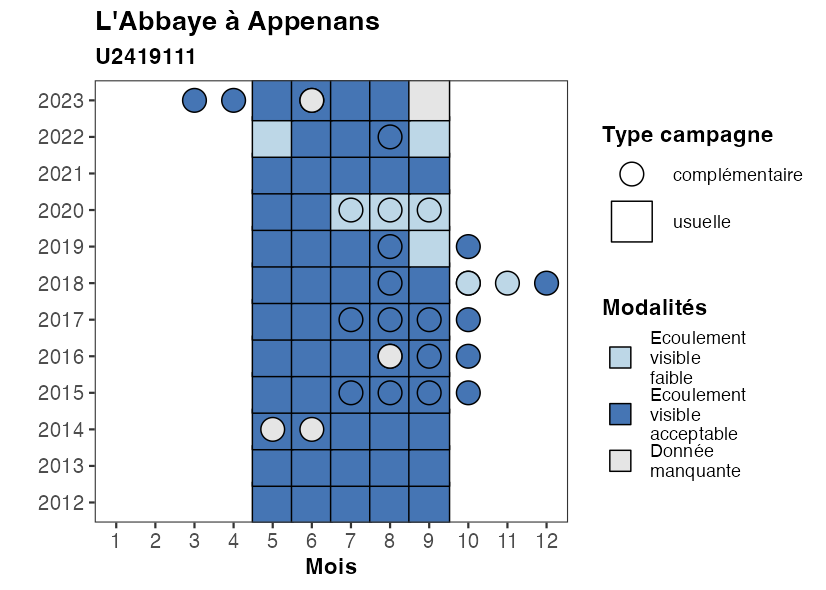 L'Abbaye à Appenans
U2419111
2023
2022
2021
2020
2019
2018
2017
2016
2015
2014
2013
2012
1 2 3 4 5 6 7 8 9 10 11 12
Mois
Type campagne
complémentaire
usuelle
Modalités
Ecoulement
visible
faible
Ecoulement
visible
acceptable
Donnée
manquante